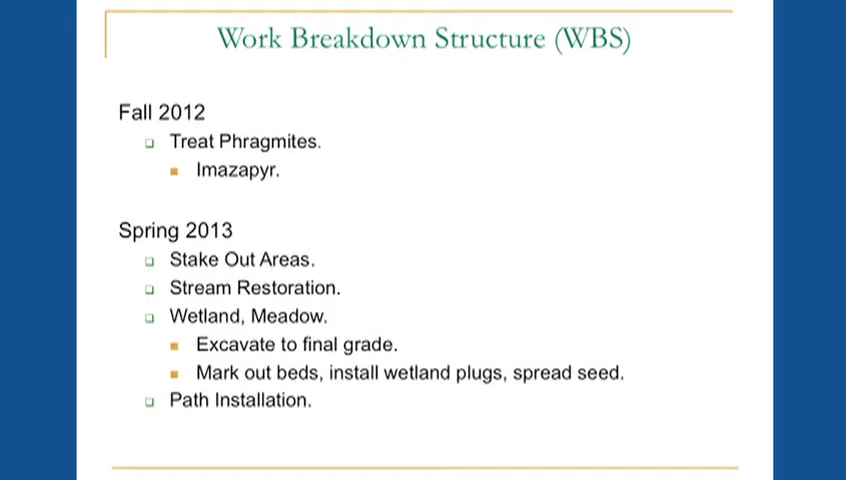 Work Breakdown Structure (WBS)
Fall 2012
Treat Phragmites.
Imazapyr.
Spring 2013
Stake Out Areas.
Stream Restoration.
Wetland, Meadow.
Excavate to final grade.
Mark out beds, install wetland plugs, spread seed.
Path Installation.